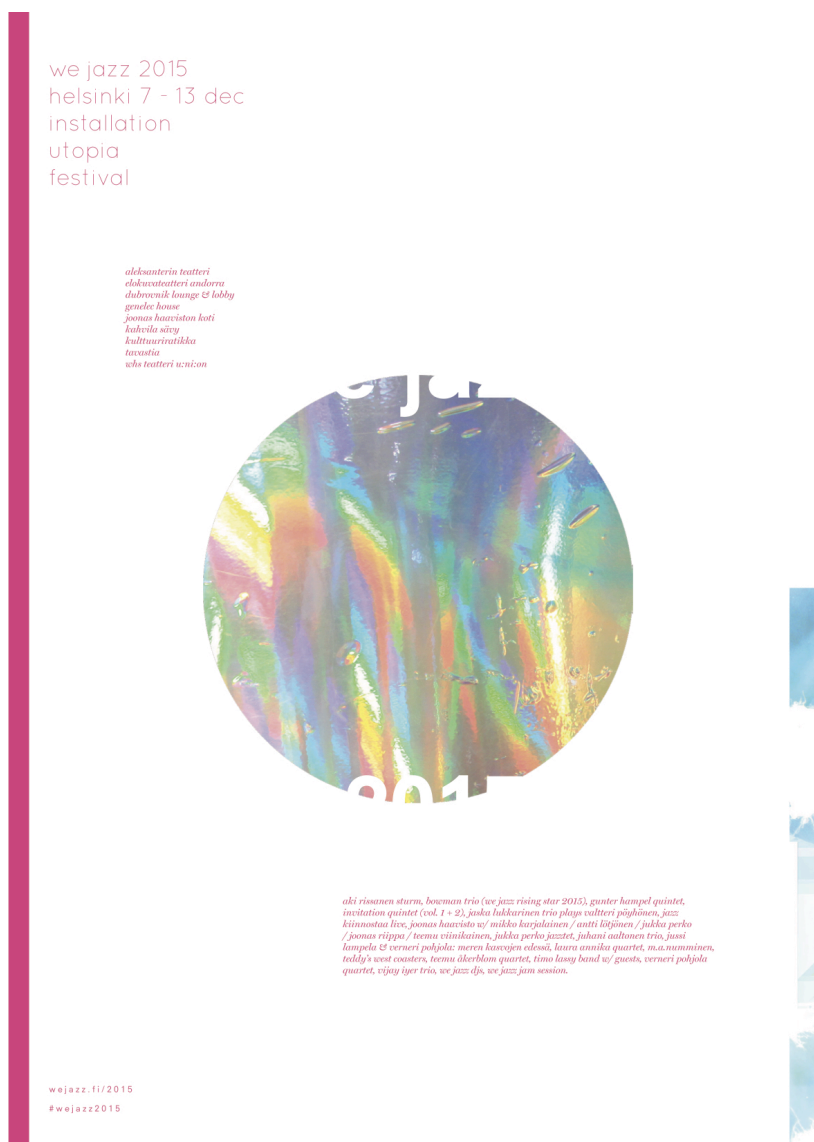 we jazz 2015
helsinki 7 - 13 dec
installation
utopia
festival
aleksanterin teatteri
elokuvateatteri andorra
dubrovnik lounge & lobby
genelec house
joonas haaviston koti
kahvila sävy
kulttuuriratikka
tavastia
whs teatteri u:ni:on
e jaz
2015
aki rissanen sturm, bowman trio (we jazz rising star 2015), gunter hampel quintet,
invitation quintet (vol. 1 + 2), jaska lukkarinen trio plays valtteri pöyhönen, jazz
kiinnostaa live, joonas haavisto w/ mikko karjalainen / antti lötjönen / jukka perko
/ joonas riippa / teemu viinikainen, jukka perko jazztet, juhani aaltonen trio, jussi
lampela & verneri pohjola: meren kasvojen edessä, laura annika quartet, m.a.numminen,
teddy's west coasters, teemu åkerblom quartet, timo lassy band w/ guests, verneri pohjola
quartet, vijay iyer trio, we jazz djs, we jazz jam session.
wejazz.fi/2015
#wejazz2015